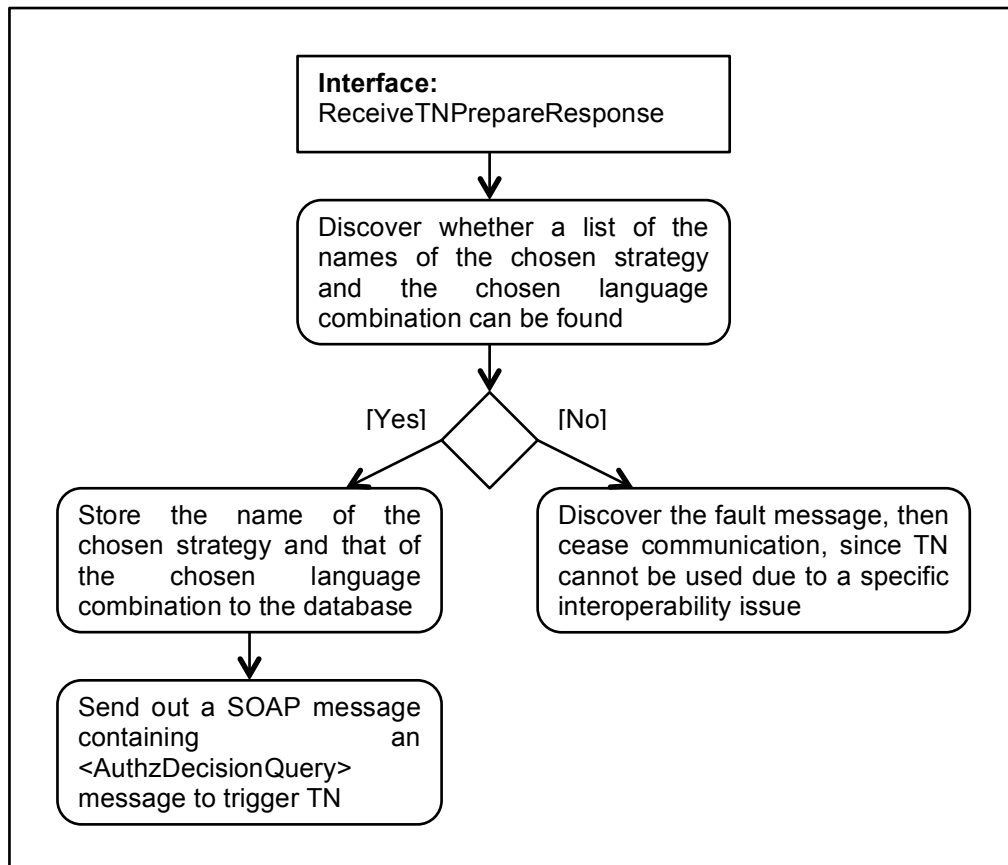 Interface:
ReceiveTNPrepareResponse
Discover whether a list of the
names of the chosen strategy
and the chosen language
combination can be found
[Yes]
[No]
Store the name of the
chosen strategy and that of
the chosen language
combination to the database
Discover the fault message, then
cease communication, since TN
cannot be used due to a specific
interoperability issue
Send out a SOAP message
containing an
<AuthzDecisionQuery>
message to trigger TN